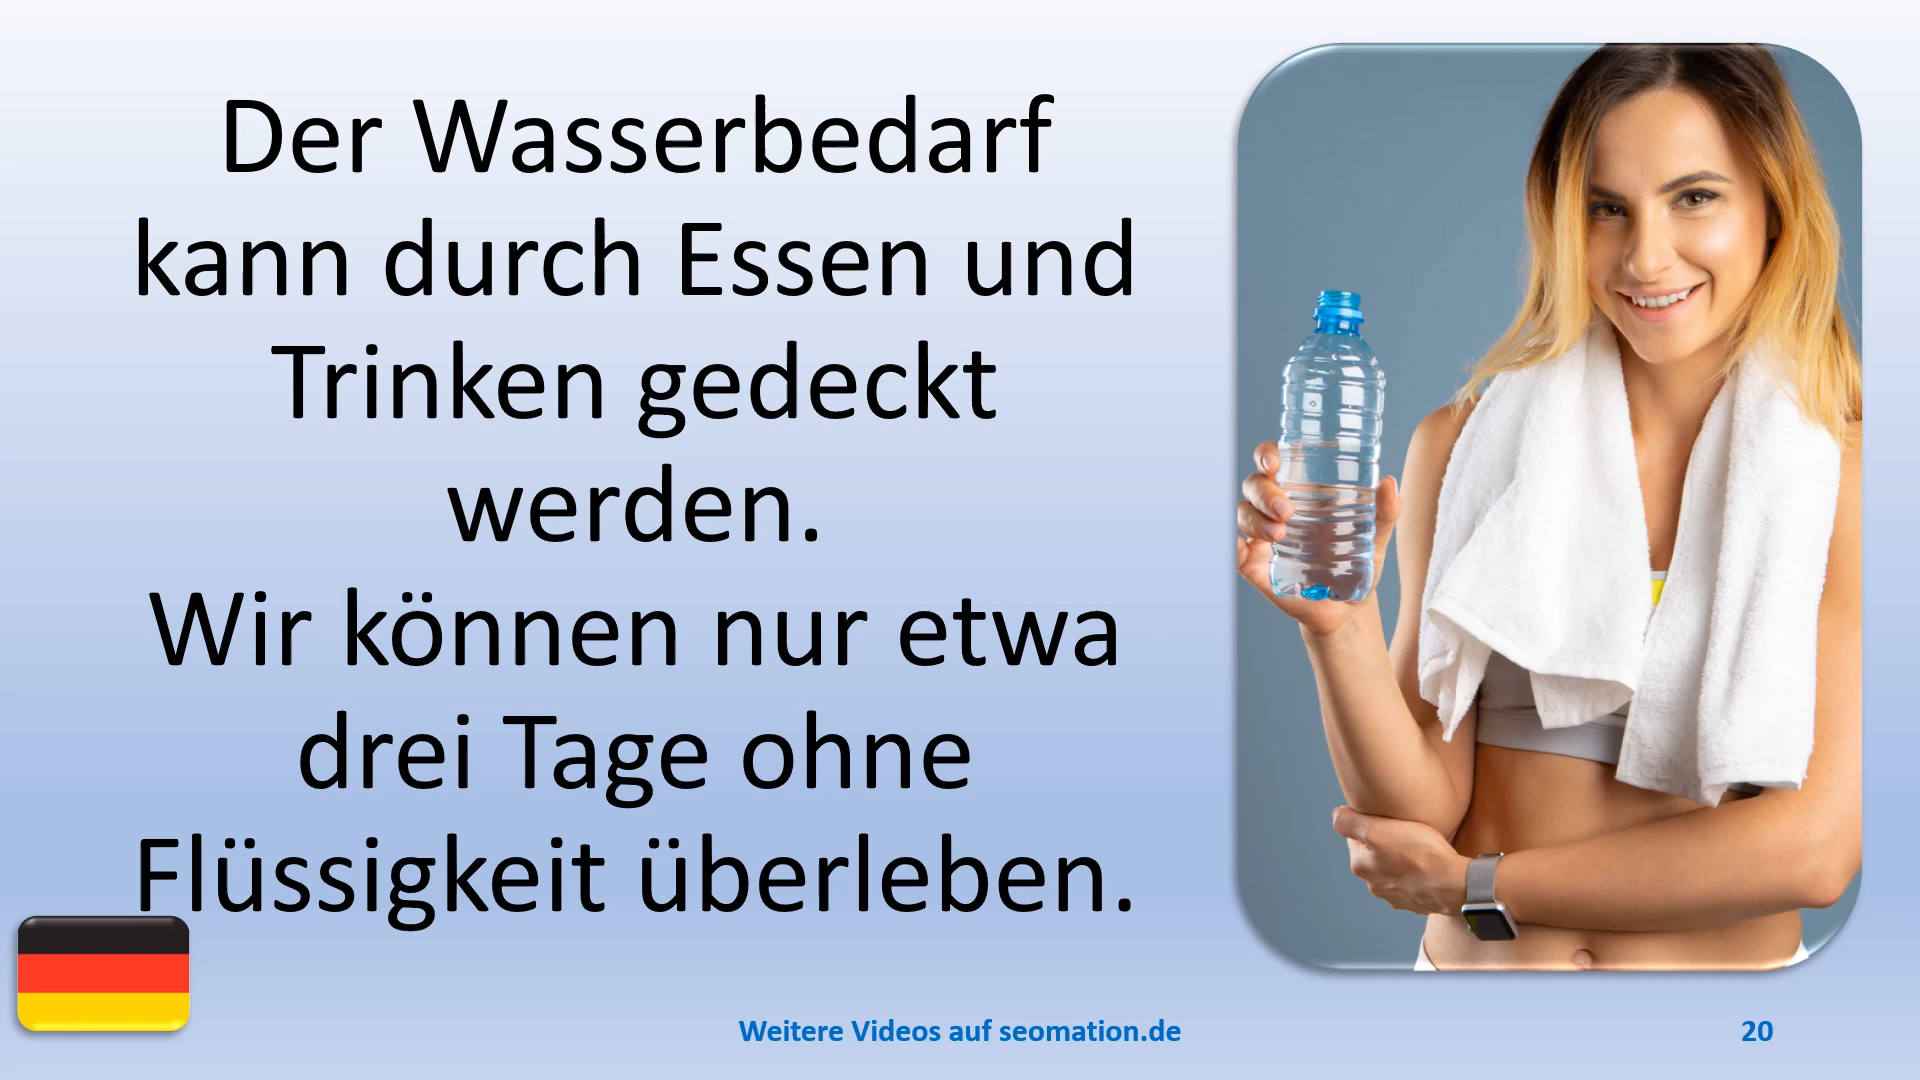 Der Wasserbedarf
kann durch Essen und
Trinken gedeckt
werden.
Wir können nur etwa
drei Tage ohne
Flüssigkeit überleben.
Weitere Videos auf seomation.de
20